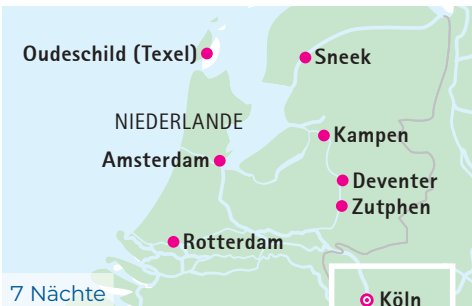 Oudeschild (Texel)
Sneek
NIEDERLANDE
Kampen
Amsterdam
Deventer
Zutphen
Rotterdam
7 Nächte
Köln